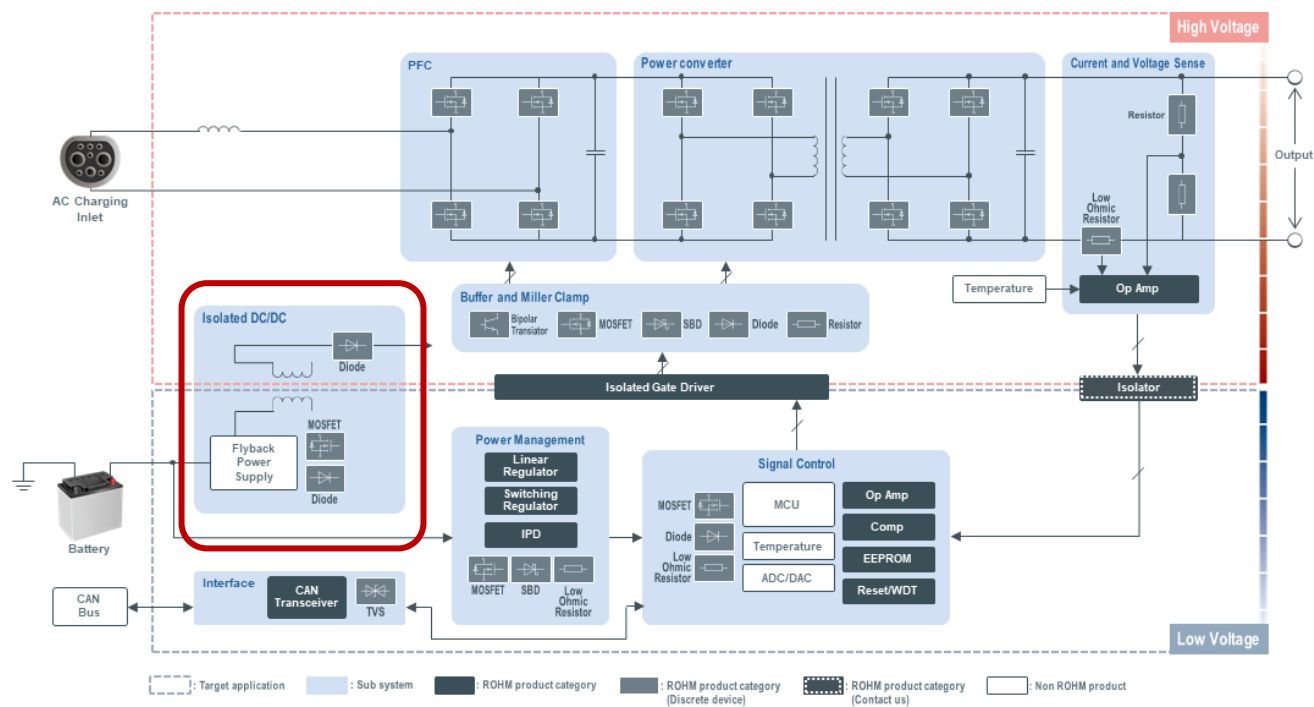 High Voltage
PFC
Power converter
Current and Voltage Sense
Resistor
Output
AC Charging
Inlet
Low
Ohmic
Resistor
Temperature
Op Amp
Buffer and Miller Clamp
Bipolar
Transiator
MOSFET
SBD
Diode
Resistor
Isolated DC/DC
Diode
Isolated Gate Driver
Isolator
MOSFET
Flyback
Power
Supply
Diode
Battery
Power Management
Linear
Regulator
Switching
Regulator
IPD
MOSFET
SBD
Low
Ohmic
Resistor
Signal Control
MOSFET
Diode
Low
Ohmic
Resistor
MCU
Temperature
ADC/DAC
Op Amp
Comp
EEPROM
Reset/WDT
Interface
CAN
Bus
CAN
Transceiver
TVS
Low Voltage
: Target application
: Sub system
: ROHM product category
: ROHM product category
(Discrete device)
: ROHM product category
(Contact us)
: Non ROHM product